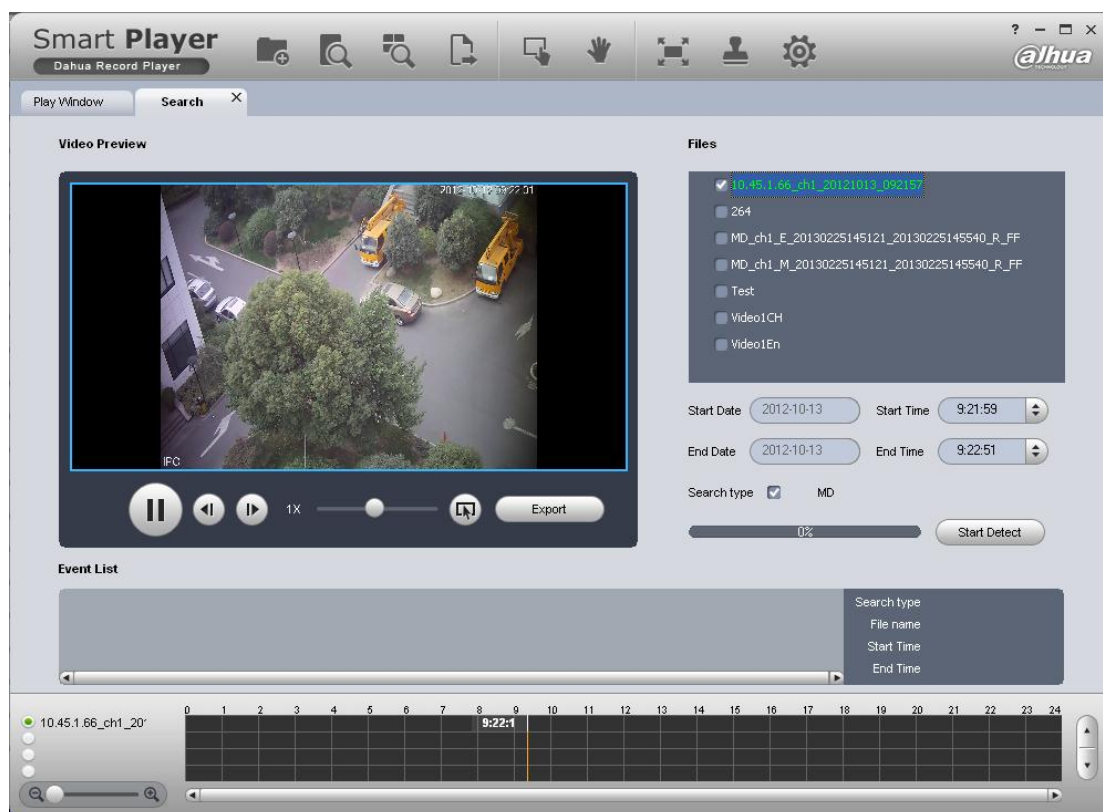 Smart Player
Dahua Record Player
? 
alhua
TECHNOLOGY
Play Window
Search
Video Preview
Files
IPC
10.45.1.66_ch1_20121013_092157
264
MD_ch1_E_20130225145121_20130225145540_R_FF
MD_ch1_M_20130225145121_20130225145540_R_FF
Test
Video1CH
Video1En
Start Date 2012-10-13 Start Time 9:21:59
End Date 2012-10-13 End Time 9:22:51
Search type MD
1X Export
0% Start Detect
Event List
Search type
File name
Start Time
End Time
0 1 2 3 4 5 6 7 8 9 10 11 12 13 14 15 16 17 18 19 20 21 22 23 24
10.45.1.66_ch1_20
9:22:1